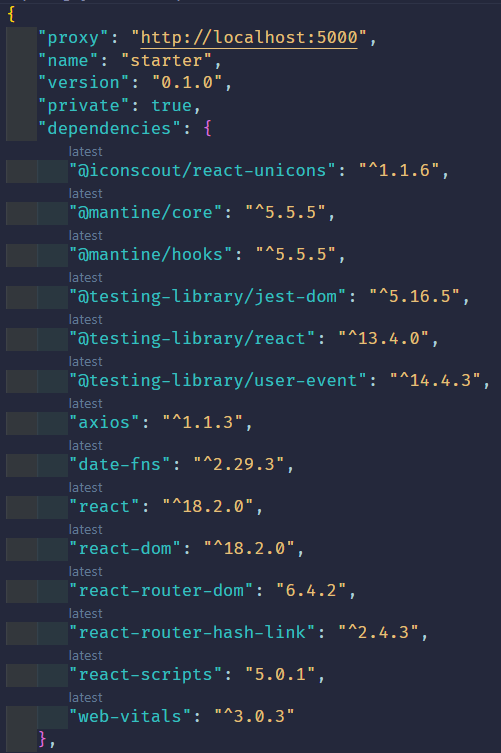 {
"proxy": "http://localhost:5000",
"name": "starter",
"version": "0.1.0",
"private": true,
"dependencies": {
latest
"@iconscout/react-unicons": "^1.1.6",
latest
"@mantine/core": "^5.5.5",
latest
"@mantine/hooks": "^5.5.5",
latest
"@testing-library/jest-dom": "^5.16.5",
latest
"@testing-library/react": "^13.4.0",
latest
"@testing-library/user-event": "^14.4.3",
latest
"axios": "^1.1.3",
latest
"date-fns": "^2.29.3",
latest
"react": "^18.2.0",
latest
"react-dom": "^18.2.0",
latest
"react-router-dom": "6.4.2",
latest
"react-router-hash-link": "^2.4.3",
latest
"react-scripts": "5.0.1",
latest
"web-vitals": "^3.0.3"
},